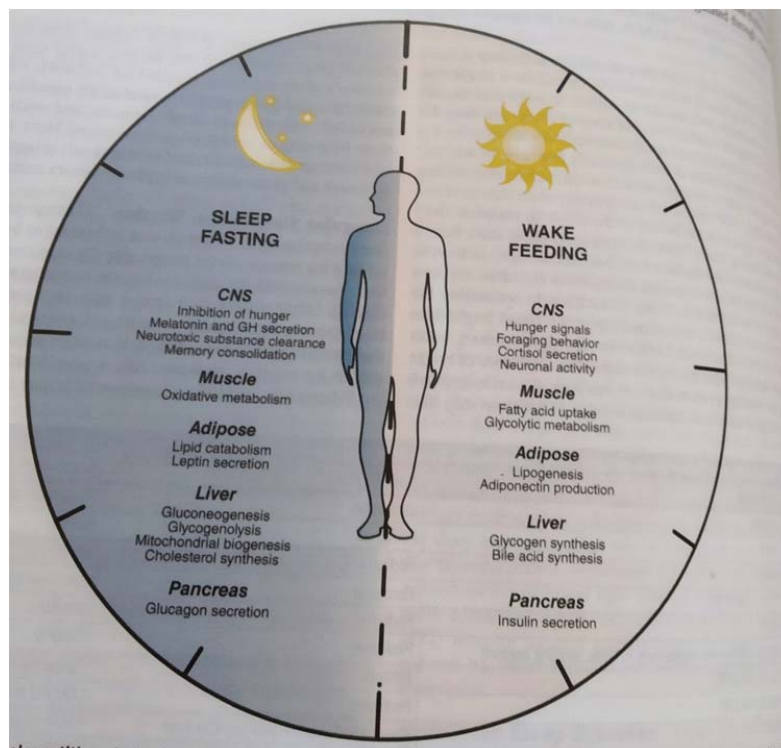 SLEEP
FASTING
CNS
Inhibition of hunger
Melatonin and GH secretion
Neurotoxic substance clearance
Memory consolidation
Muscle
Oxidative metabolism
Adipose
Lipid catabolism
Leptin secretion
Liver
Gluconeogenesis
Glycogenolysis
Mitochondrial biogenesis
Cholesterol synthesis
Pancreas
Glucagon secretion
WAKE
FEEDING
CNS
Hunger signals
Foraging behavior
Cortisol secretion
Neuronal activity
Muscle
Fatty acid uptake
Glycolytic metabolism
Adipose
Lipogenesis
Adiponectin production
Liver
Glycogen synthesis
Bile acid synthesis
Pancreas
Insulin secretion